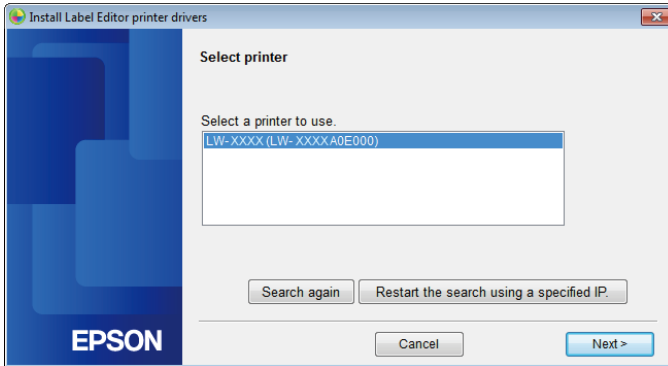 Install Label Editor printer drivers
Select printer
Select a printer to use.
LW-XXXX (LW-XXXXA0E000)
Search again
Restart the search using a specified IP.
EPSON
Cancel
Next >